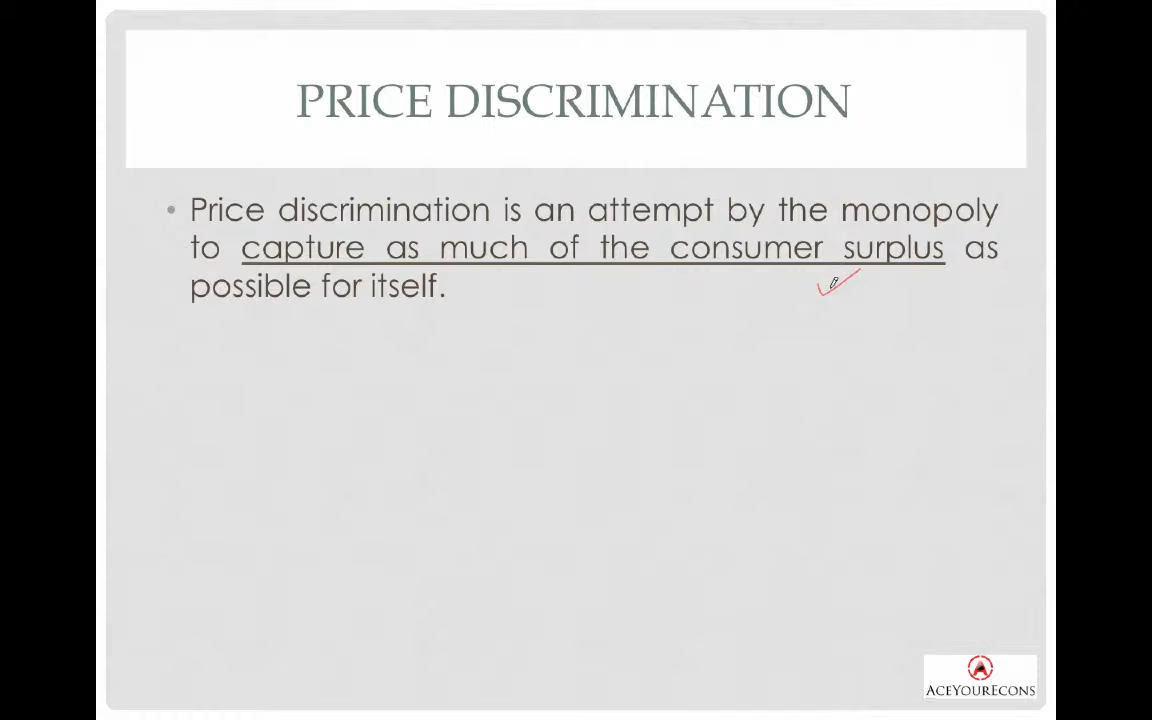 PRICE DISCRIMINATION
• Price discrimination is an attempt by the monopoly
to capture as much of the consumer surplus as
possible for itself.
ACEYOURECONS